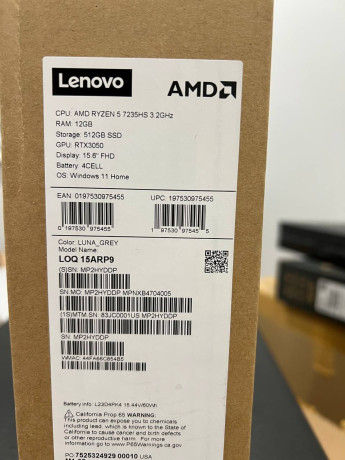 Lenovo
AMD
CPU: AMD RYZEN 5 7235HS 3.2GHz
RAM: 12GB
Storage: 512GB SSD
GPU: RTX3050
Display: 15.6" FHD
Battery: 4CELL
OS: Windows 11 Home
EAN: 0197530975455
UPC: 197530975455
0 197530 975455
1 97530 97545 5
Color: LUNA_GREY
Model Name:
LOQ 15ARP9
(S)SN: MP2HYDDP
SN.MO: MP2HYDDP MPNXB4704005
(1S)MTM.SN: 83JC0001US MP2HYDDP
SN: MP2HYDDP
Battery info: L23D4PK4 15.44V/60Wh
California Prop 65 WARNING:
This product can expose you to chemicals
including lead, which is known to the State
of California to cause cancer and birth defects
or other reproductive harm. For more
information go to www.P65Warnings.ca.gov
PO 7525324929 00010 USA